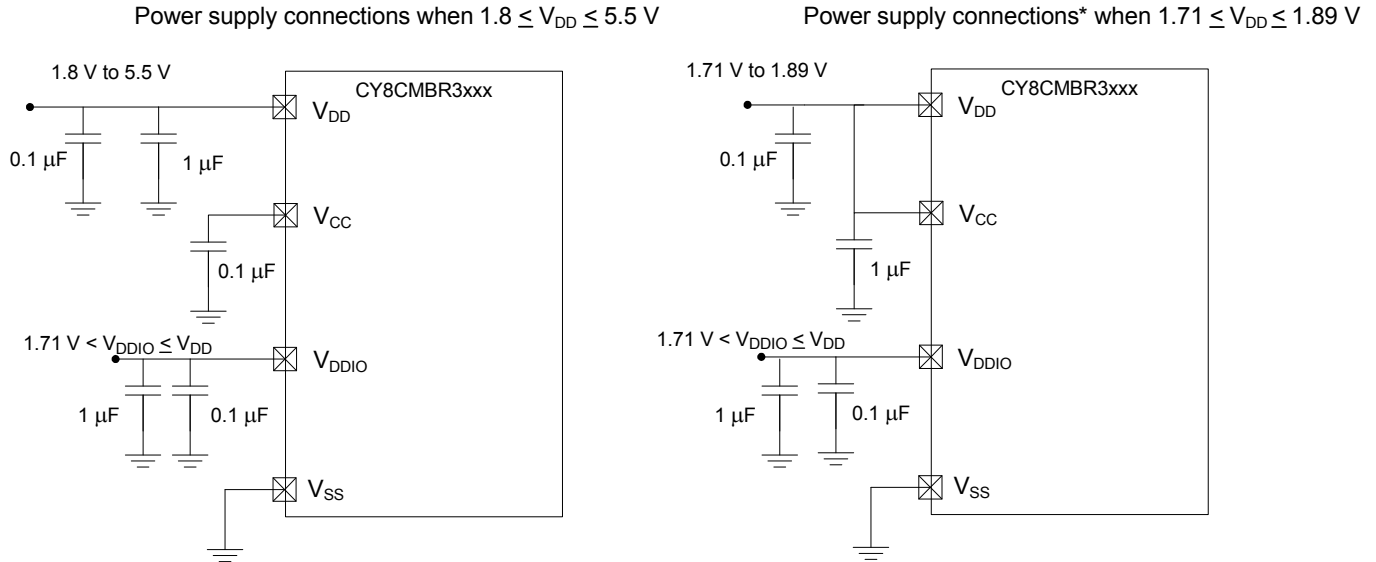 Power supply connections when 1.8 ≤ VDD ≤ 5.5 V
1.8 V to 5.5 V
CY8CMBR3xxx
VDD
0.1 μF
1 μF
VCC
0.1 μF
1.71 V < VDDIO ≤ VDD
VDDIO
1 μF
0.1 μF
VSS
Power supply connections* when 1.71 ≤ VDD ≤ 1.89 V
1.71 V to 1.89 V
CY8CMBR3xxx
VDD
0.1 μF
VCC
1 μF
1.71 V < VDDIO ≤ VDD
VDDIO
1 μF
0.1 μF
VSS